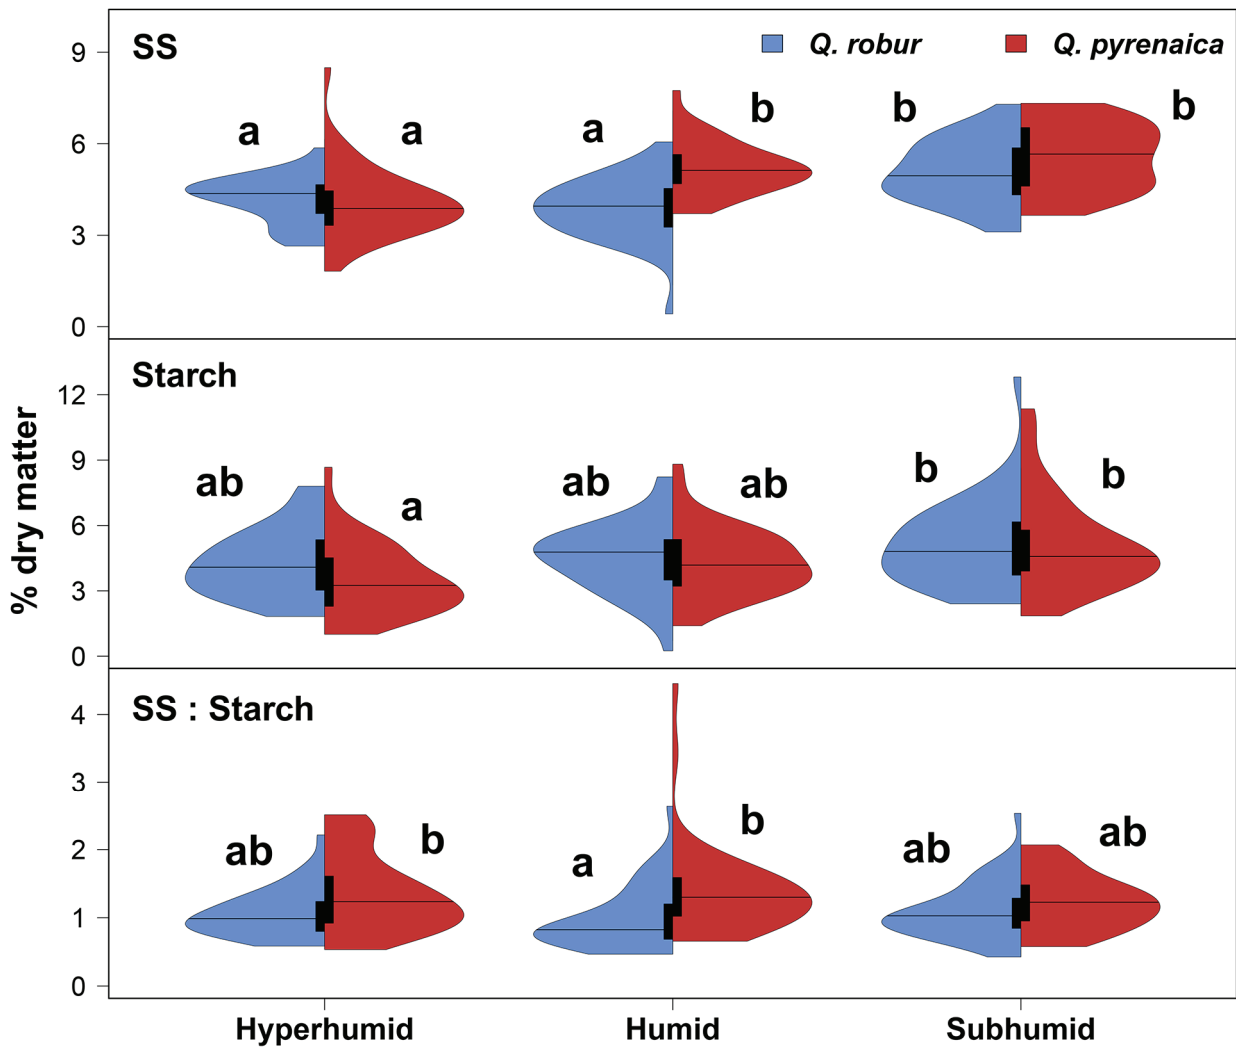 SS
Q. robur
Q. pyrenaica
9
a
a
a
b
b
b
6
3
0
Starch
12
9
ab
a
ab
ab
b
b
6
3
0
% dry matter
SS : Starch
4
3
2
ab
b
a
b
ab
ab
1
0
Hyperhumid
Humid
Subhumid